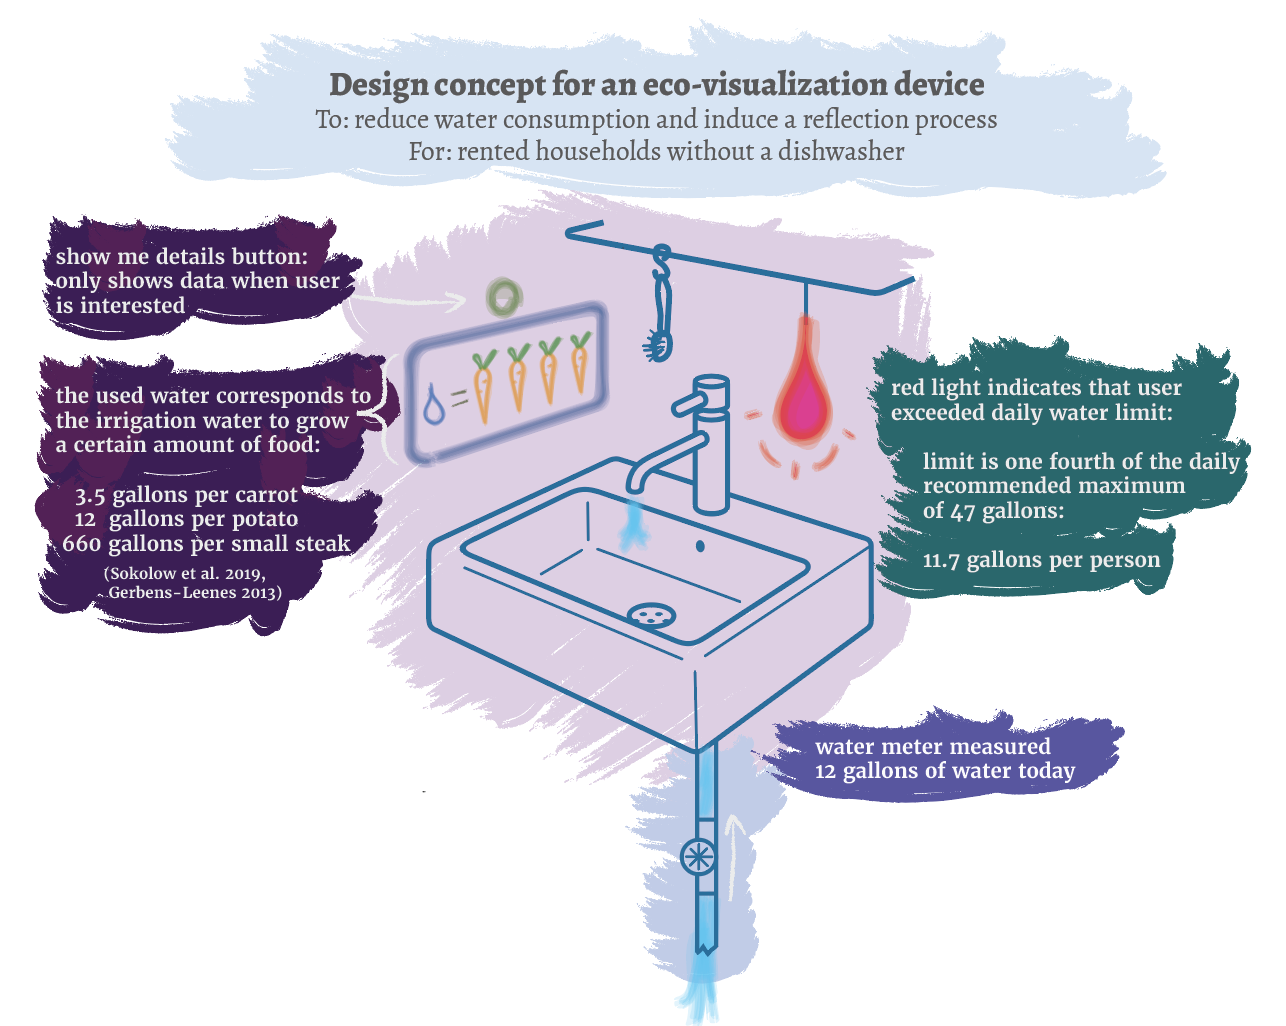 Design concept for an eco-visualization device
To: reduce water consumption and induce a reflection process
For: rented households without a dishwasher
show me details button:
only shows data when user
is interested
the used water corresponds to
the irrigation water to grow
a certain amount of food:
3.5 gallons per carrot
12 gallons per potato
660 gallons per small steak
(Sokolow et al. 2019,
Gerbens-Leenes 2013)
=
red light indicates that user
exceeded daily water limit:
limit is one fourth of the daily
recommended maximum
of 47 gallons:
11.7 gallons per person
water meter measured
12 gallons of water today